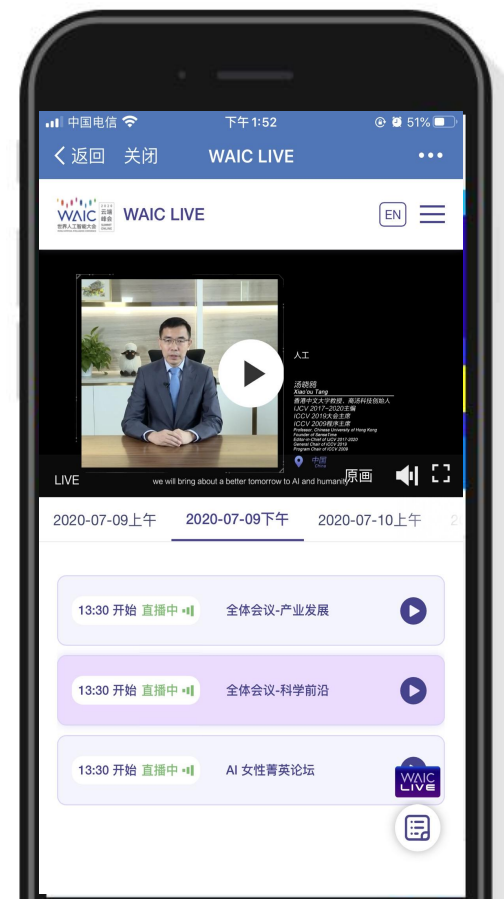 中国电信
下午1:52
51%
返回 关闭
WAIC LIVE
WAIC
2020
云端
峰会
世界人工智能大会
WAIC LIVE
EN
人工
汤晓鸥
Xiao'ou Tang
香港中文大学教授、商汤科技创始人
IJCV 2017-2020主编
ICCV 2019大会主席
ICCV 2009程序主席
Professor, Chinese University of Hong Kong
Founder of SenseTime
Editor-in-Chief of IJCV 2017-2020
General Chair of ICCV 2019
Program Chair of ICCV 2009
中国
China
原画
LIVE
we will bring about a better tomorrow to AI and humanity
2020-07-09上午
2020-07-09下午
2020-07-10上午
13:30 开始 直播中
全体会议-产业发展
13:30 开始 直播中
全体会议-科学前沿
13:30 开始 直播中
AI 女性菁英论坛
WAIC
LIVE